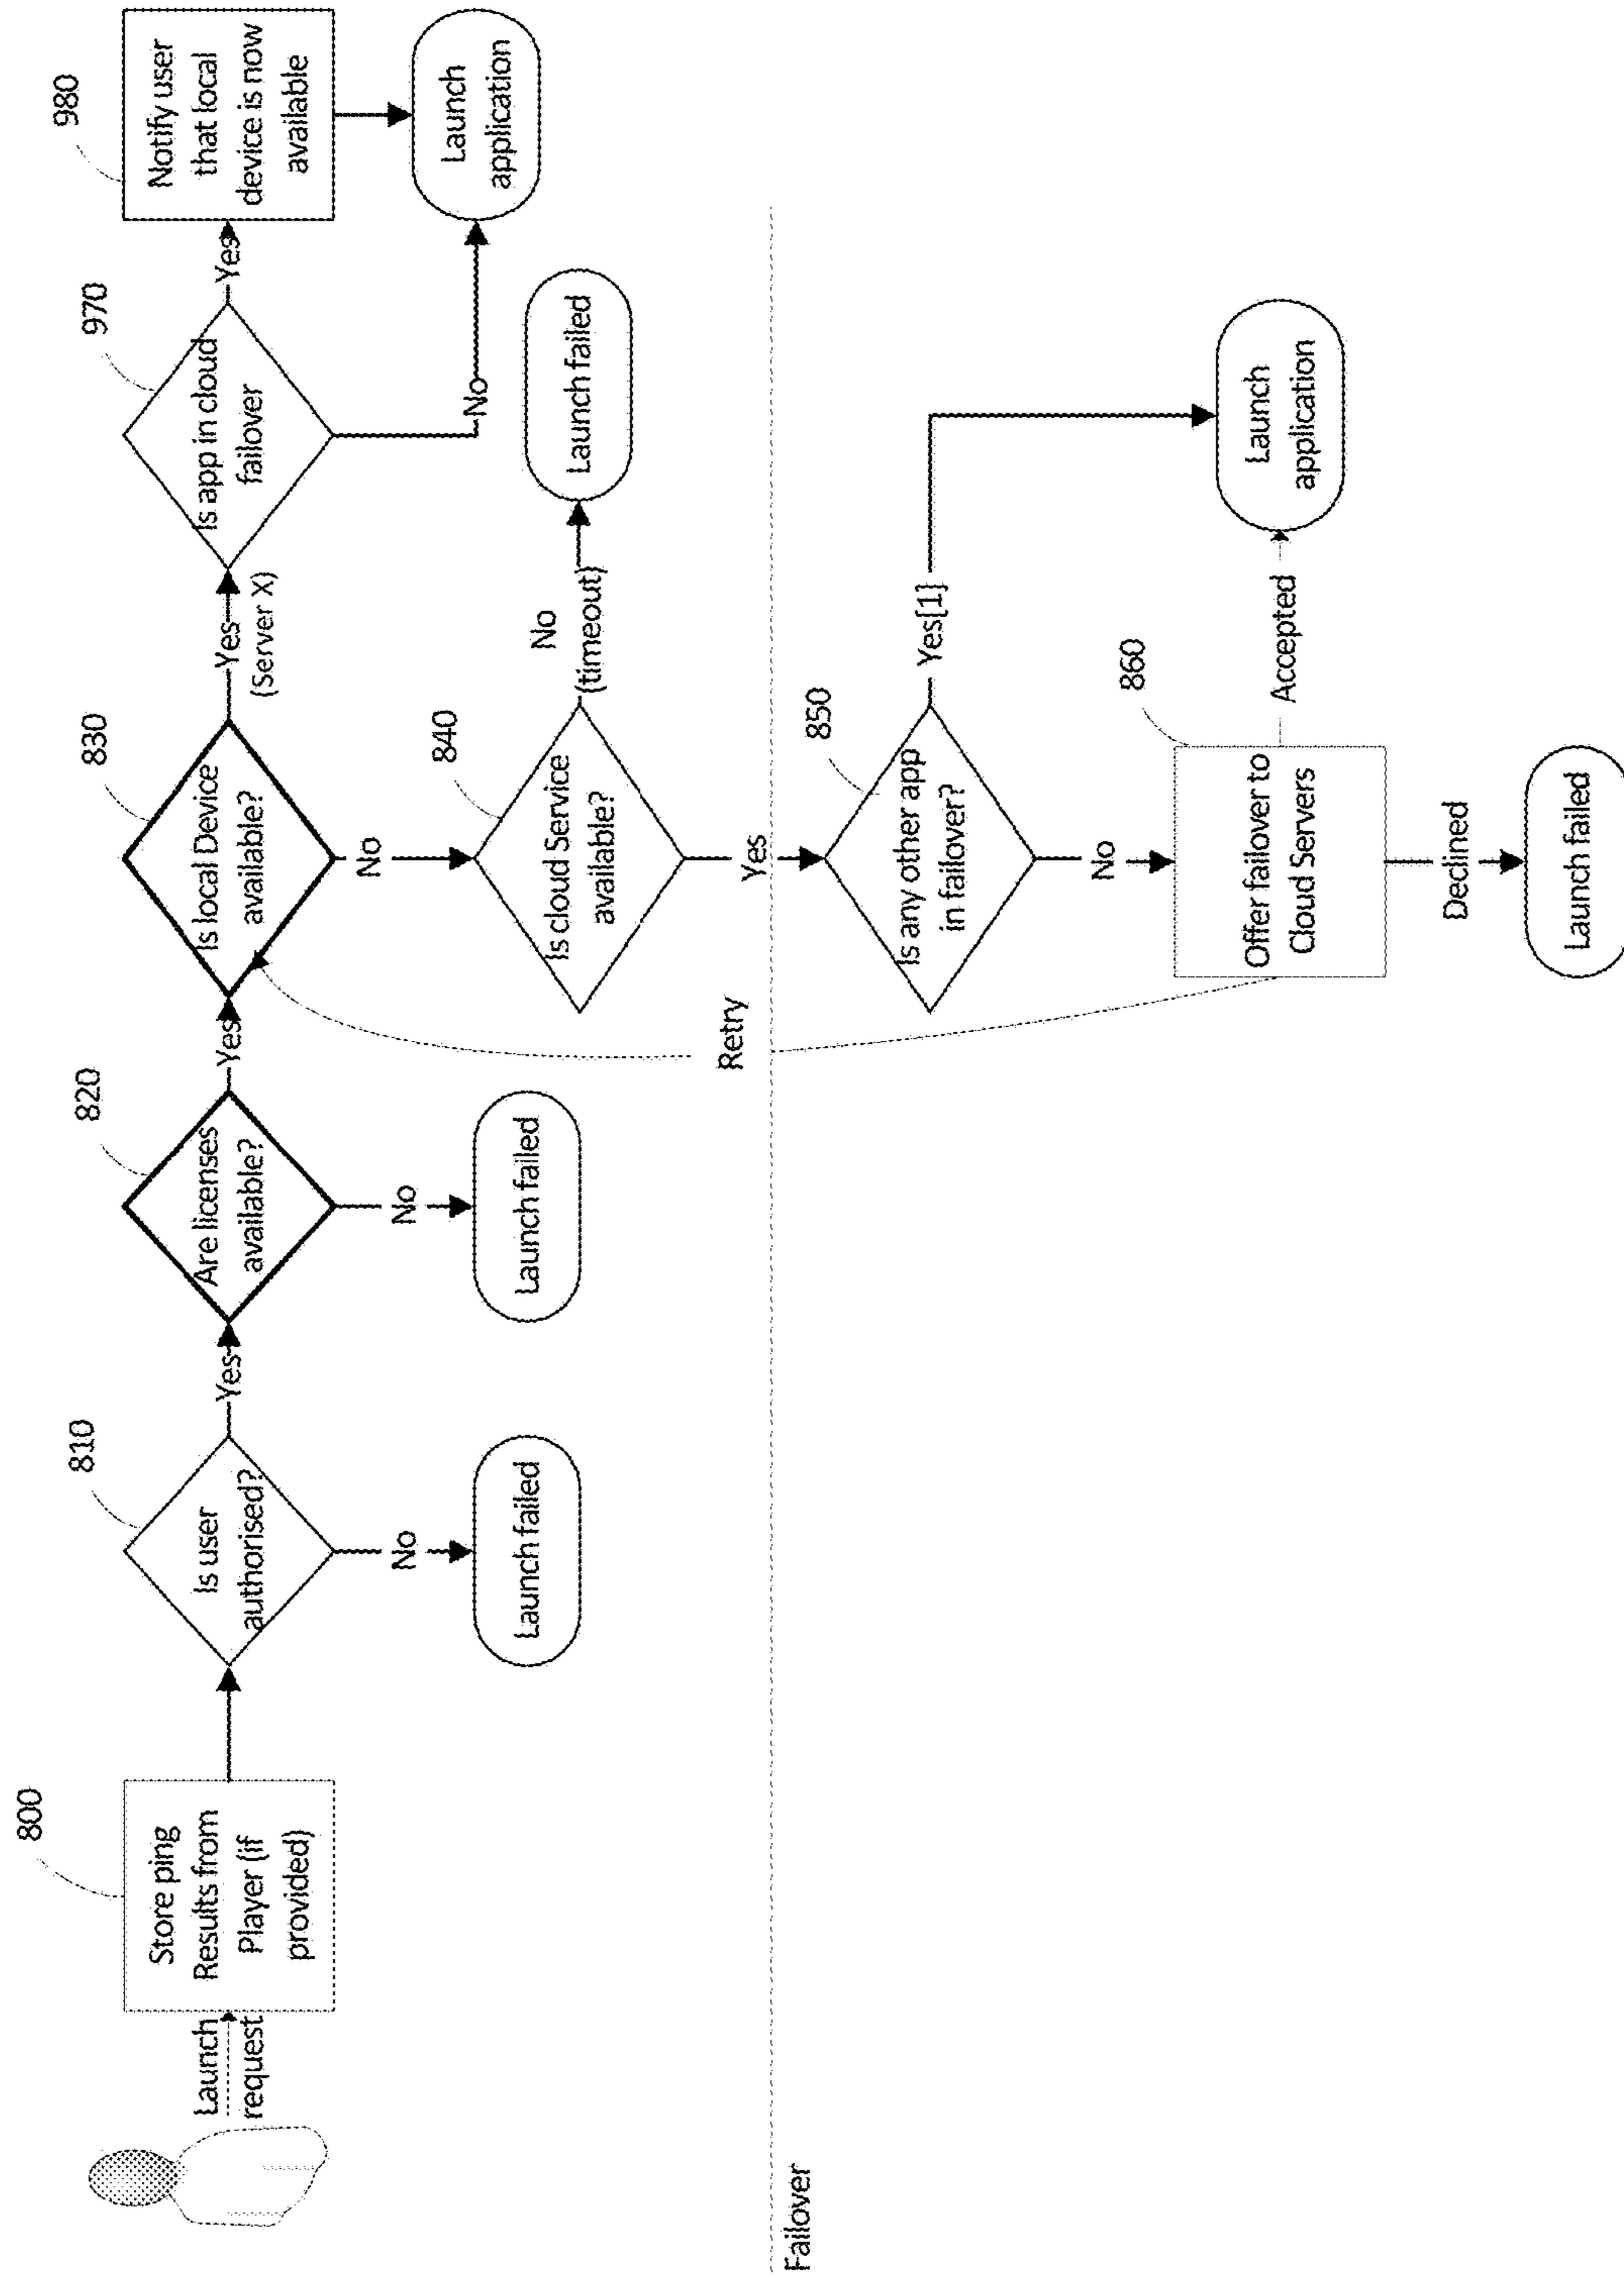 Launch
request
800
Store ping
Results from
Player (if
provided)
810
Is user
authorised?
Yes
No
Launch failed
820
Are licenses
available?
Yes
No
Launch failed
830
Is local Device
available?
Yes
(Server X)
No
970
Is app in cloud
failover
Yes
No
980
Notify user
that local
device is now
available
Launch
application
840
Is cloud Service
available?
No
(timeout)
Launch failed
Yes
Retry
Failover
850
Is any other app
in failover?
Yes[1]
No
Launch
application
860
Offer failover to
Cloud Servers
Accepted
Declined
Launch failed